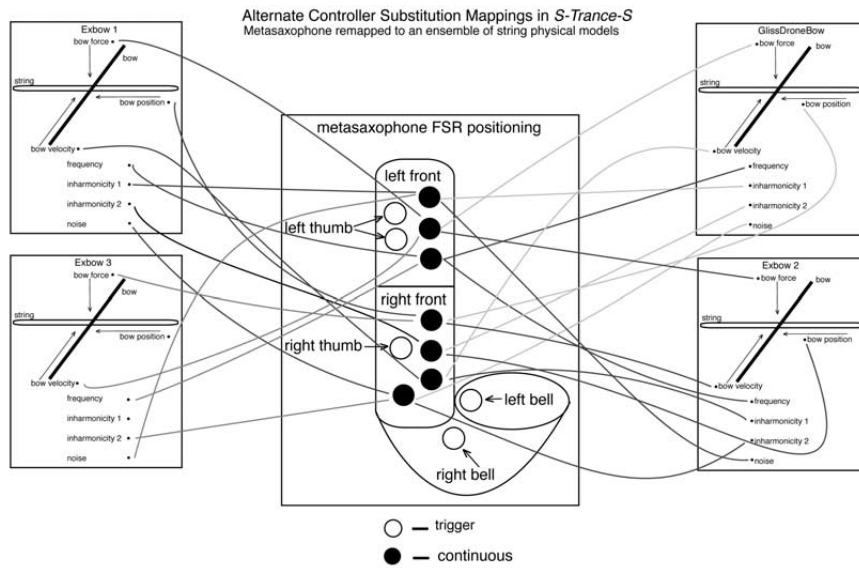 Alternate Controller Substitution Mappings in S-Trance-S
Metasaxophone remapped to an ensemble of string physical models
Exbow 1
bow force
bow
string
bow position
bow velocity
frequency
inharmonicity 1
inharmonicity 2
noise
Exbow 3
bow force
bow
string
bow position
bow velocity
frequency
inharmonicity 1
inharmonicity 2
noise
metasaxophone FSR positioning
left front
left thumb
right front
right thumb
left bell
right bell
trigger
continuous
GlissDroneBow
bow force
bow
string
bow position
bow velocity
frequency
inharmonicity 1
inharmonicity 2
noise
Exbow 2
bow force
bow
string
bow position
bow velocity
frequency
inharmonicity 1
inharmonicity 2
noise